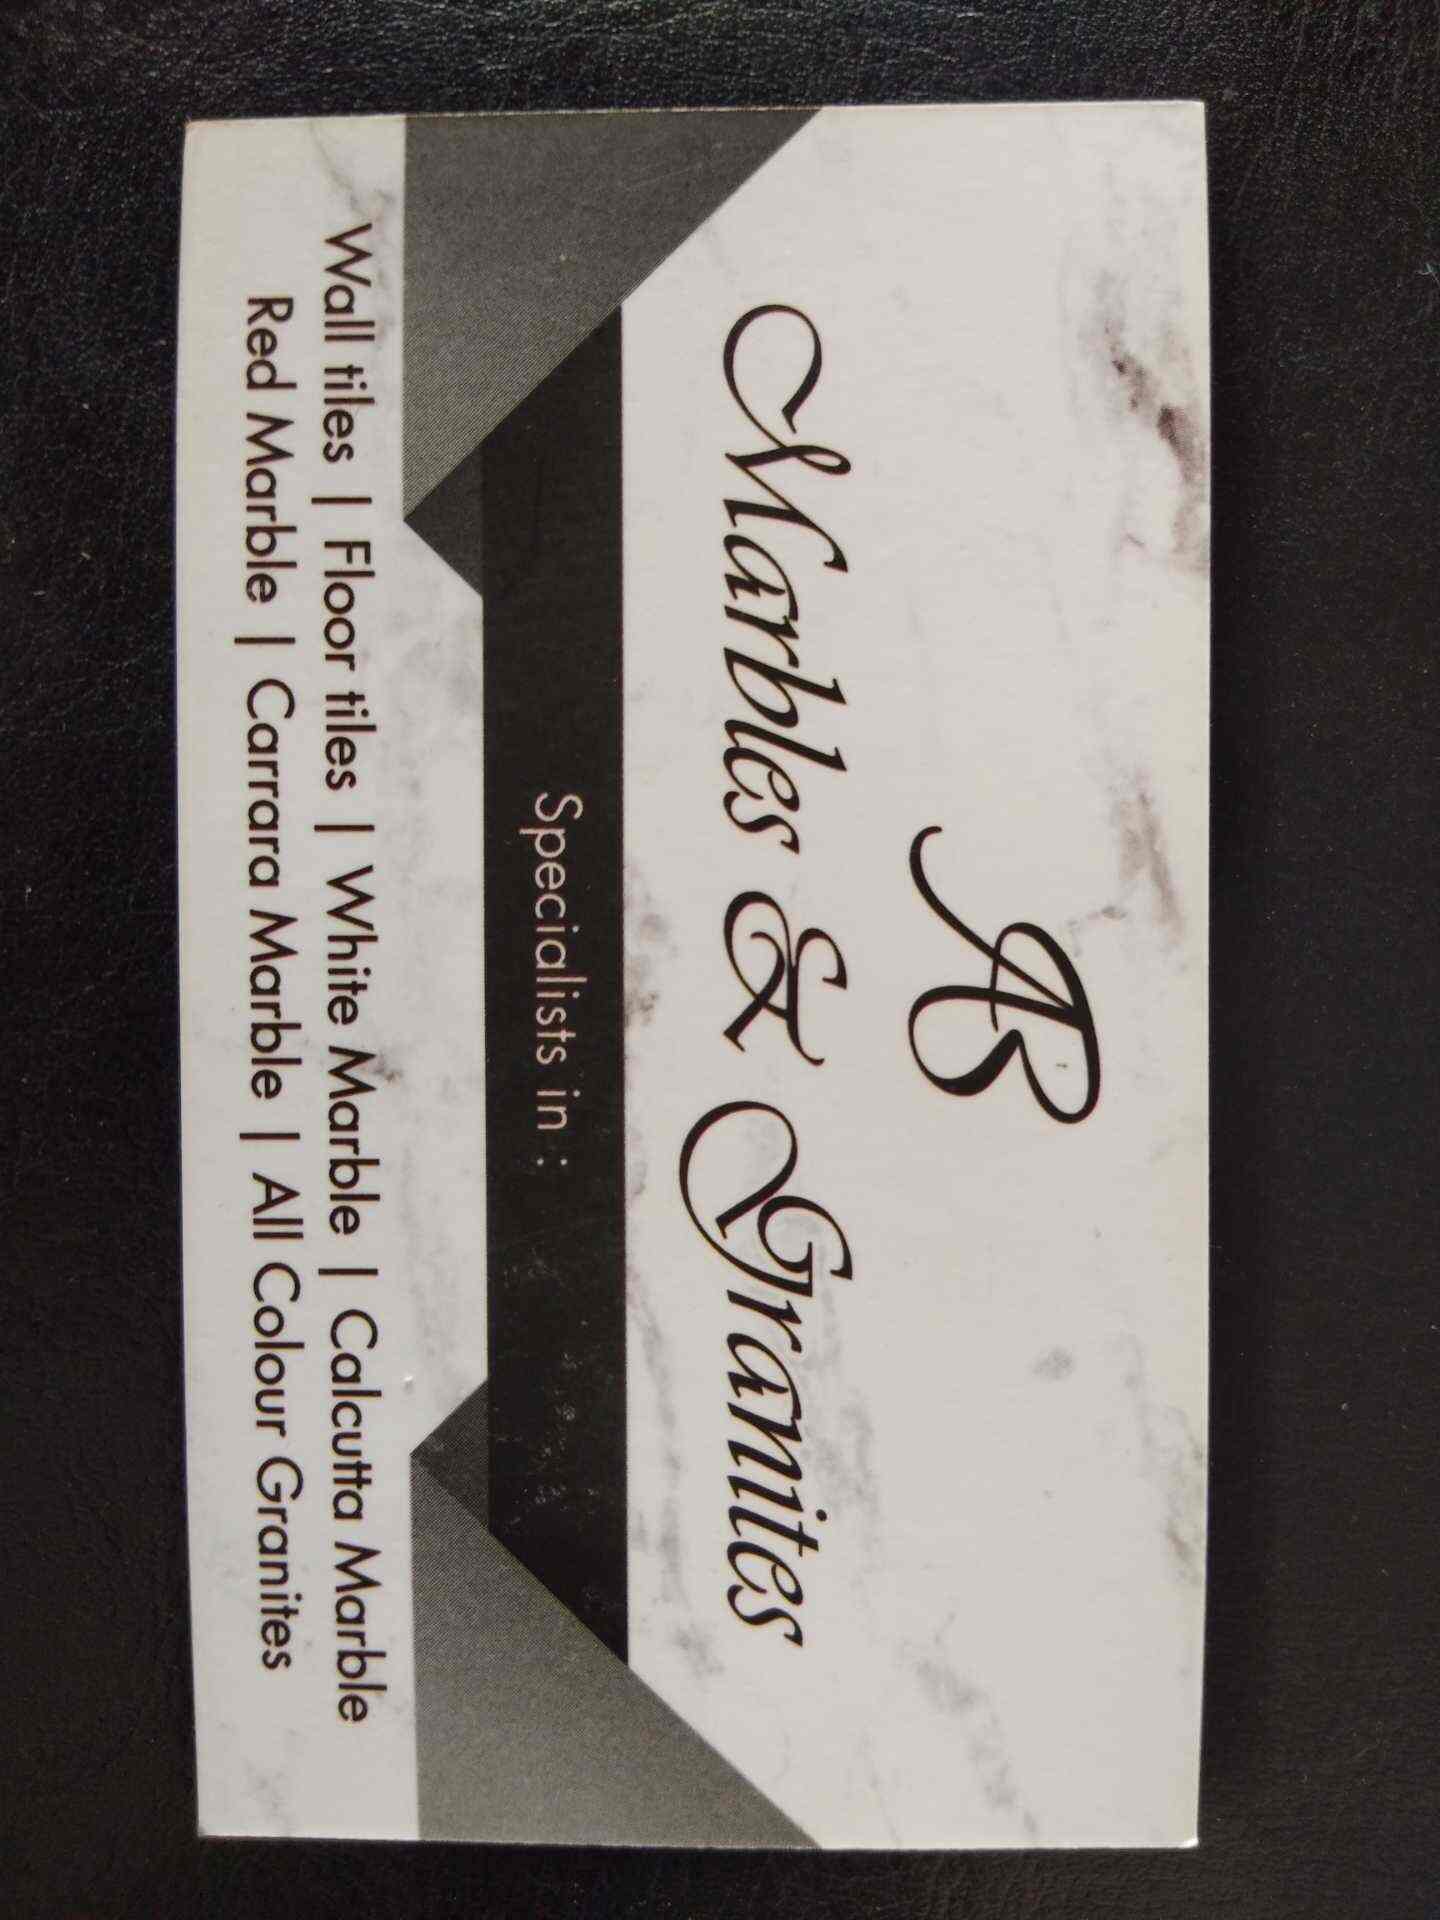 AB
Marbles & Granites
Specialists in :
Wall tiles | Floor tiles | White Marble | Calcutta Marble
Red Marble | Carrara Marble | All Colour Granites